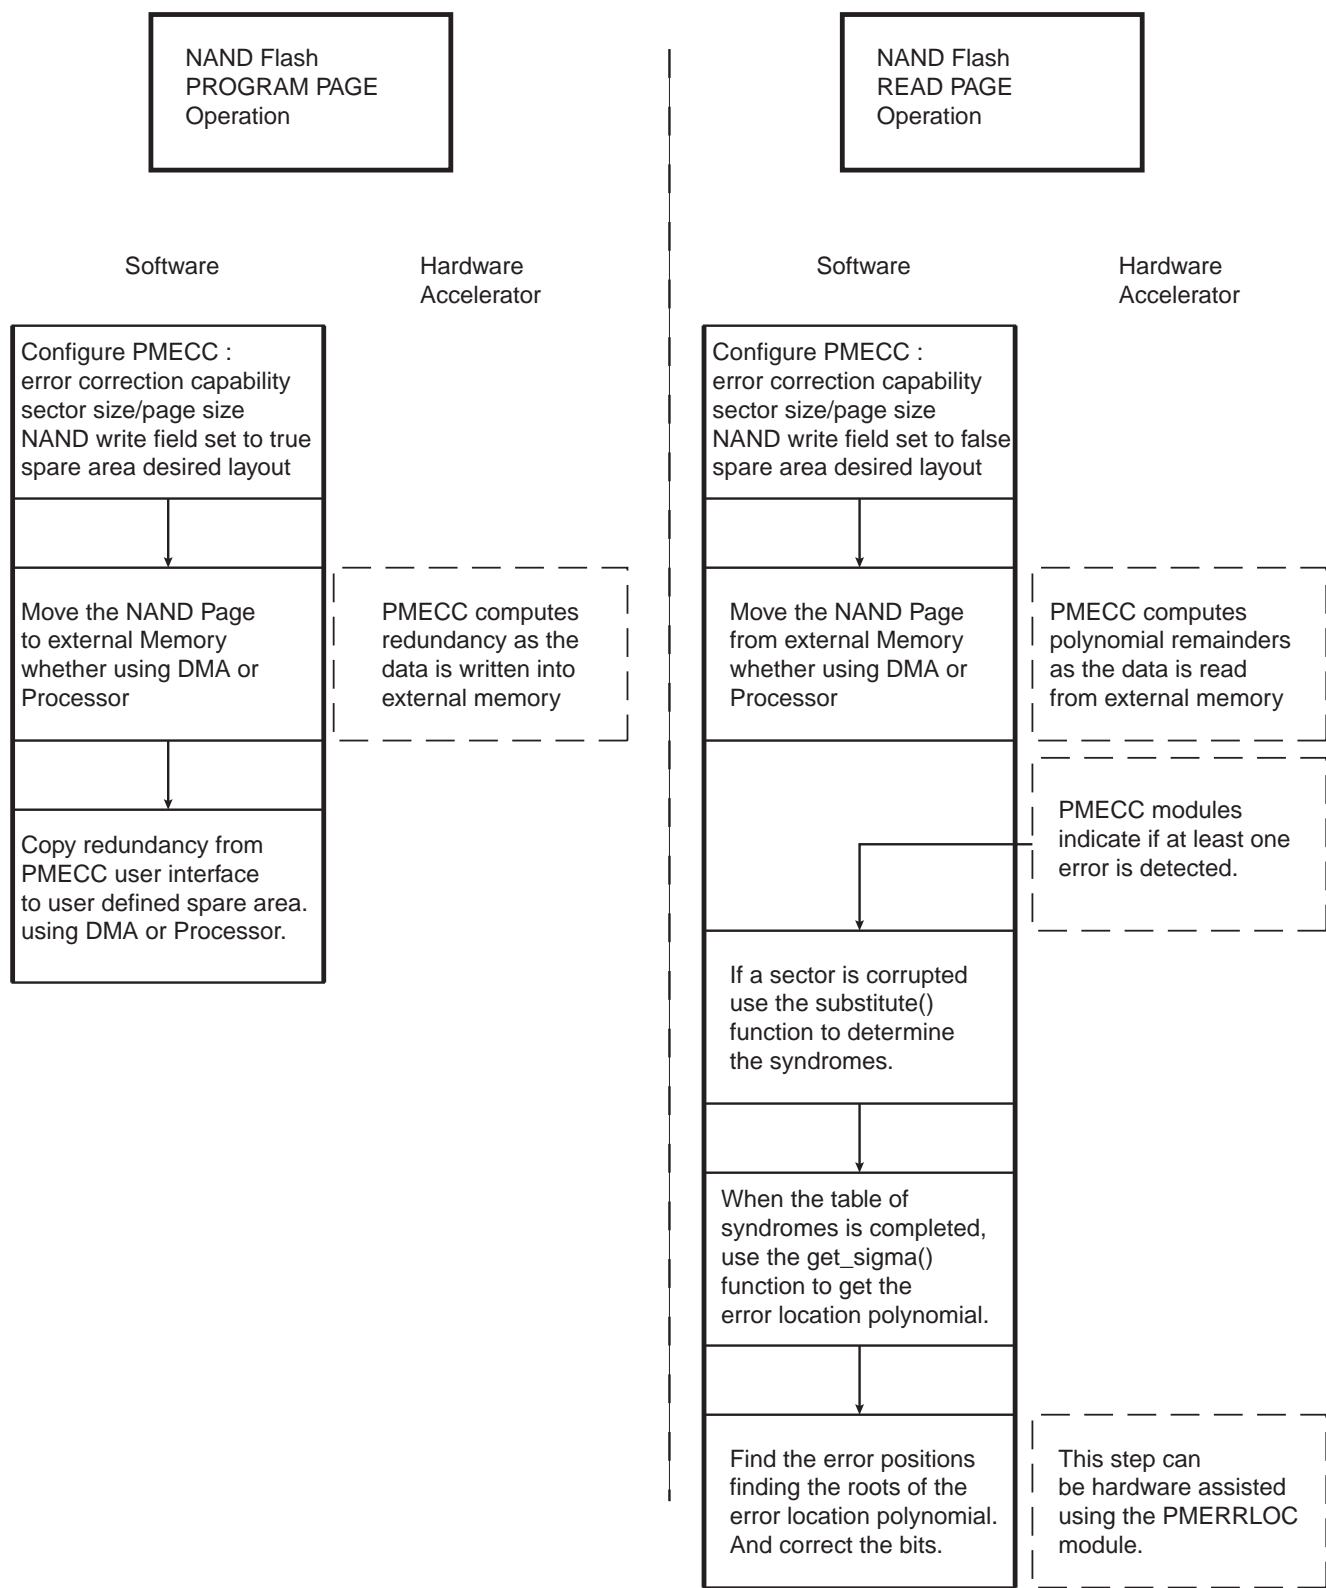 NAND Flash
PROGRAM PAGE
Operation
Software
Hardware
Accelerator
Configure PMECC :
error correction capability
sector size/page size
NAND write field set to true
spare area desired layout
Move the NAND Page
to external Memory
whether using DMA or
Processor
PMECC computes
redundancy as the
data is written into
external memory
Copy redundancy from
PMECC user interface
to user defined spare area.
using DMA or Processor.
NAND Flash
READ PAGE
Operation
Software
Hardware
Accelerator
Configure PMECC :
error correction capability
sector size/page size
NAND write field set to false
spare area desired layout
Move the NAND Page
from external Memory
whether using DMA or
Processor
PMECC computes
polynomial remainders
as the data is read
from external memory
PMECC modules
indicate if at least one
error is detected.
If a sector is corrupted
use the substitute()
function to determine
the syndromes.
When the table of
syndromes is completed,
use the get_sigma()
function to get the
error location polynomial.
Find the error positions
finding the roots of the
error location polynomial.
And correct the bits.
This step can
be hardware assisted
using the PMERRLOC
module.